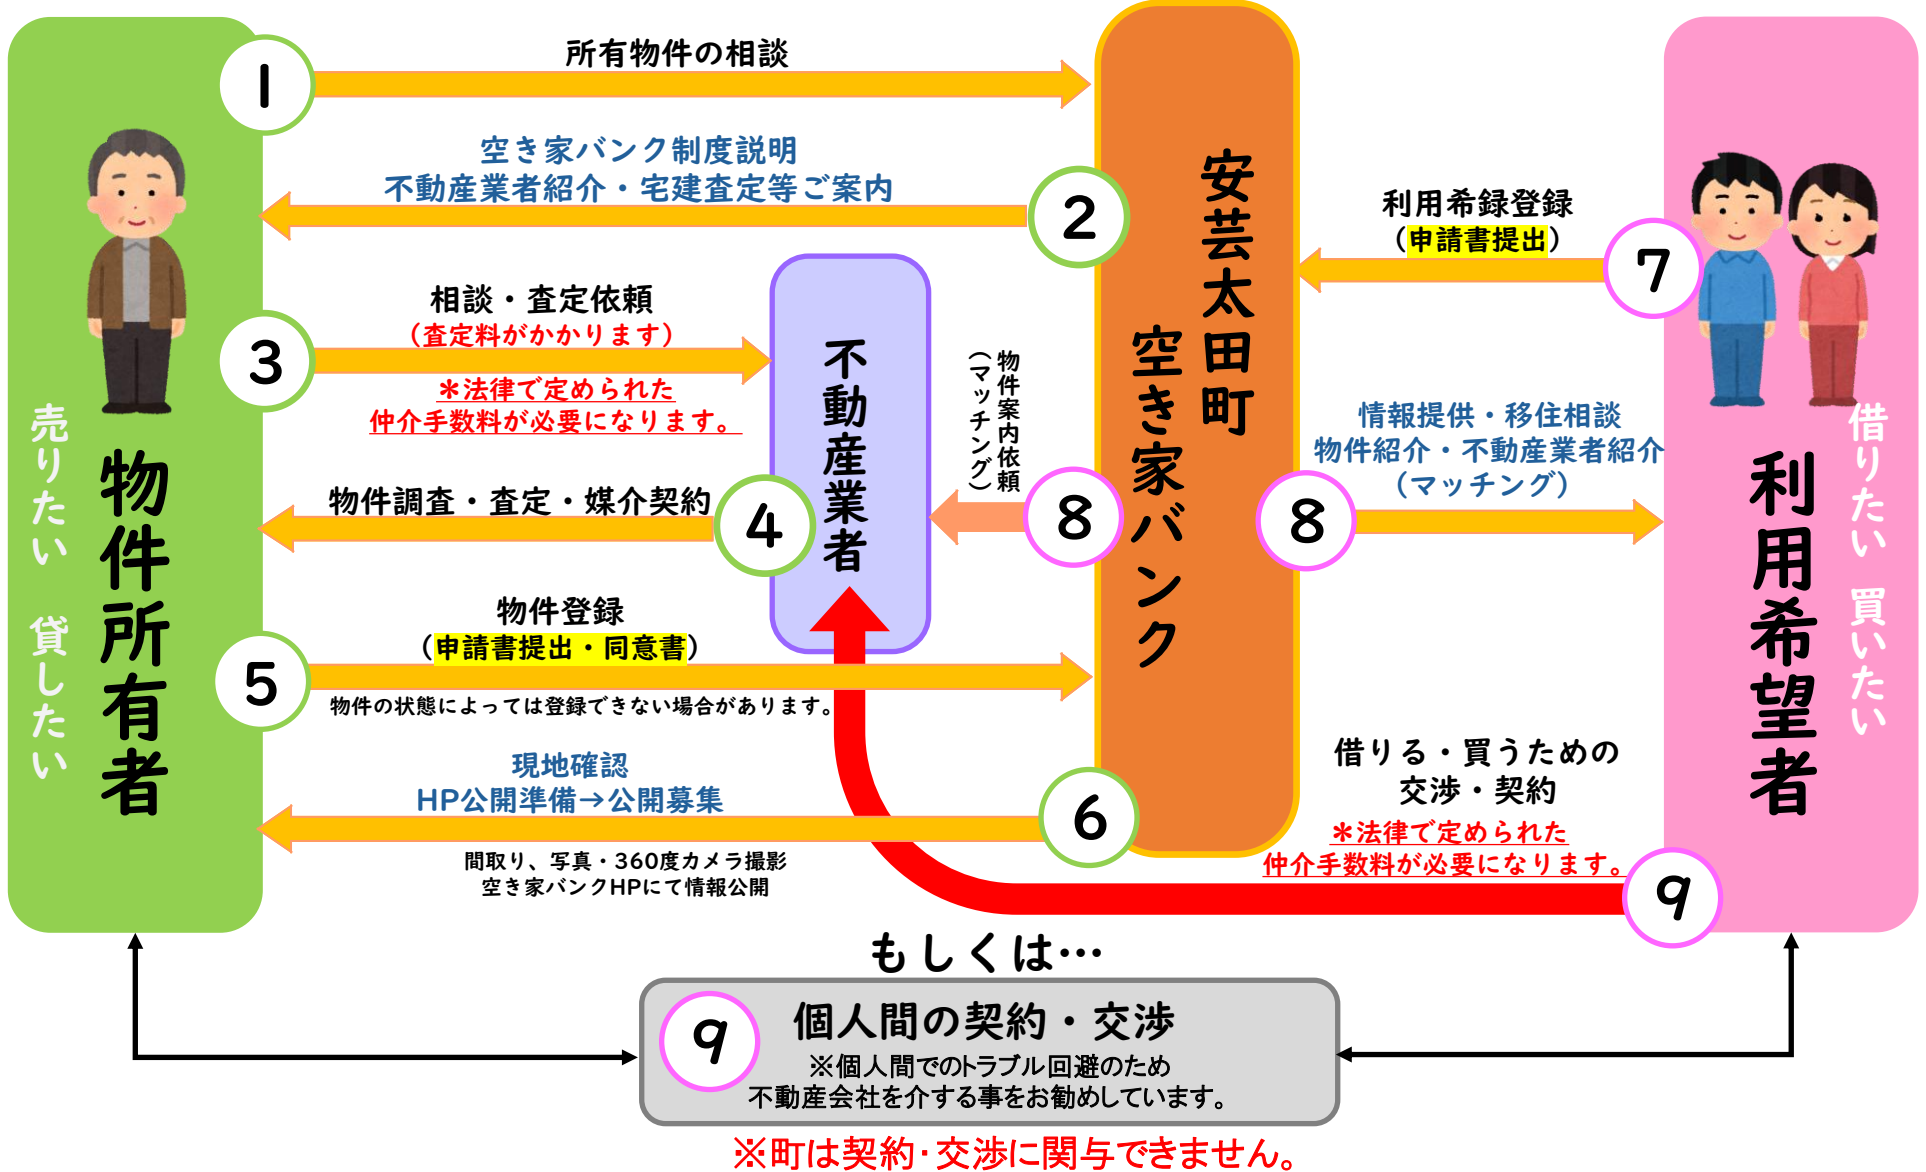 売りたい 貸したい
物件所有者
1
所有物件の相談
空き家バンク制度説明
不動産業者紹介・宅建査定等ご案内
2
3
相談・査定依頼
（査定料がかかります）
＊法律で定められた
仲介手数料が必要になります。
物件調査・査定・媒介契約
4
5
物件登録
（申請書提出・同意書）
物件の状態によっては登録できない場合があります。
現地確認
HP公開準備→公開募集
6
間取り、写真・360度カメラ撮影
空き家バンクHPにて情報公開
不動産業者
物件案内依頼
（マッチング）
8
安芸太田町
空き家バンク
利用希録登録
（申請書提出）
7
情報提供・移住相談
物件紹介・不動産業者紹介
（マッチング）
8
借りる・買うための
交渉・契約
＊法律で定められた
仲介手数料が必要になります。
9
借りたい 買いたい
利用希望者
もしくは…
9
個人間の契約・交渉
※個人間でのトラブル回避のため
不動産会社を介する事をお勧めしています。
※町は契約・交渉に関与できません。